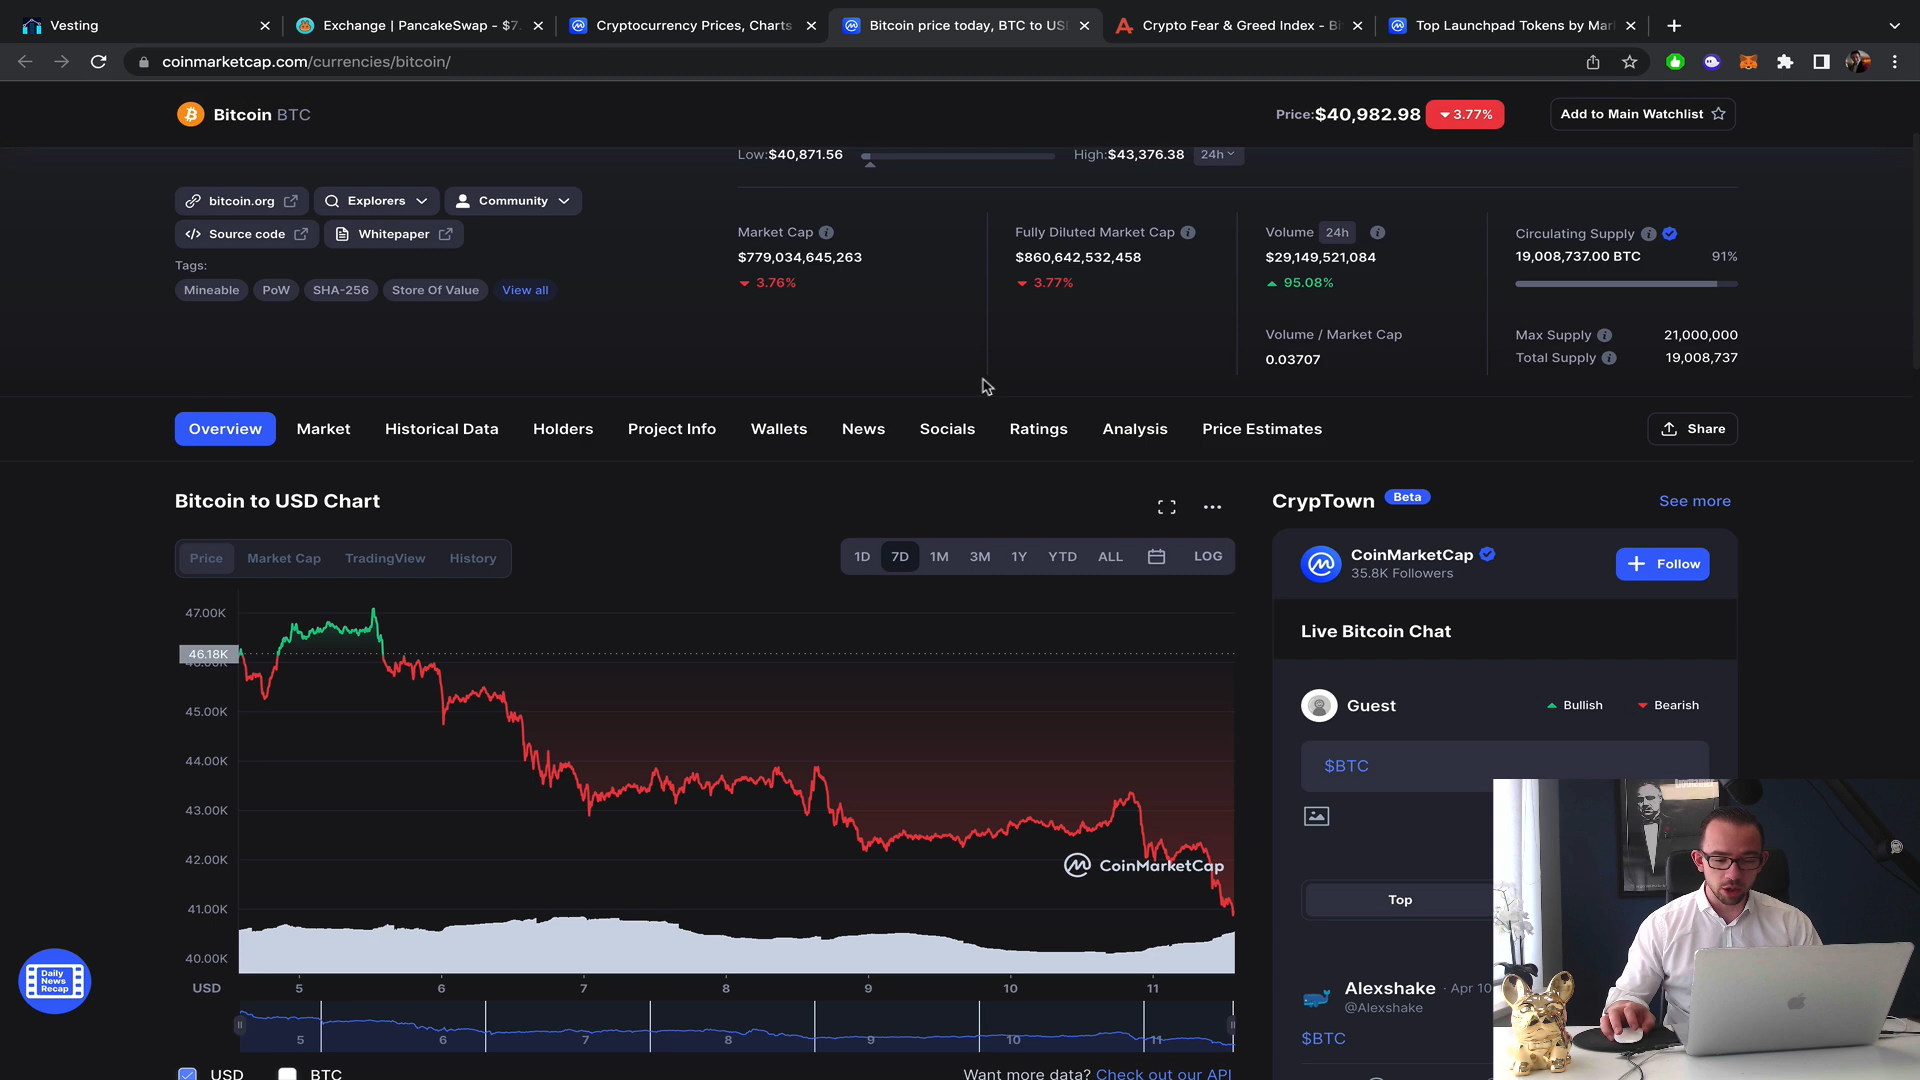 Vesting
Exchange | PancakeSwap - $7.
Cryptocurrency Prices, Charts
Bitcoin price today, BTC to US
Crypto Fear & Greed Index - Bi
Top Launchpad Tokens by Mar
coinmarketcap.com/currencies/bitcoin/
Bitcoin BTC
Price:$40,982.98
3.77%
Add to Main Watchlist
Low:$40,871.56
High:$43,376.38
24h
bitcoin.org
Explorers
Community
Source code
Whitepaper
Tags:
Mineable
PoW
SHA-256
Store Of Value
View all
Market Cap
$779,034,645,263
3.76%
Fully Diluted Market Cap
$860,642,532,458
3.77%
Volume 24h
$29,149,521,084
95.08%
Volume / Market Cap
0.03707
Circulating Supply
19,008,737.00 BTC
91%
Max Supply
21,000,000
Total Supply
19,008,737
Overview
Market
Historical Data
Holders
Project Info
Wallets
News
Socials
Ratings
Analysis
Price Estimates
Share
Bitcoin to USD Chart
Price
Market Cap
TradingView
History
1D
7D
1M
3M
1Y
YTD
ALL
LOG
47.00K
46.18K
45.00K
44.00K
43.00K
42.00K
41.00K
40.00K
CoinMarketCap
USD
5
6
7
8
9
10
11
5
6
7
8
9
10
11
USD
BTC
Want more data? Check out our API
Daily
News
Recap
CrypTown
Beta
See more
CoinMarketCap
35.8K Followers
Follow
Live Bitcoin Chat
Guest
Bullish
Bearish
$BTC
Top
Alexshake · Apr 10
@Alexshake
$BTC